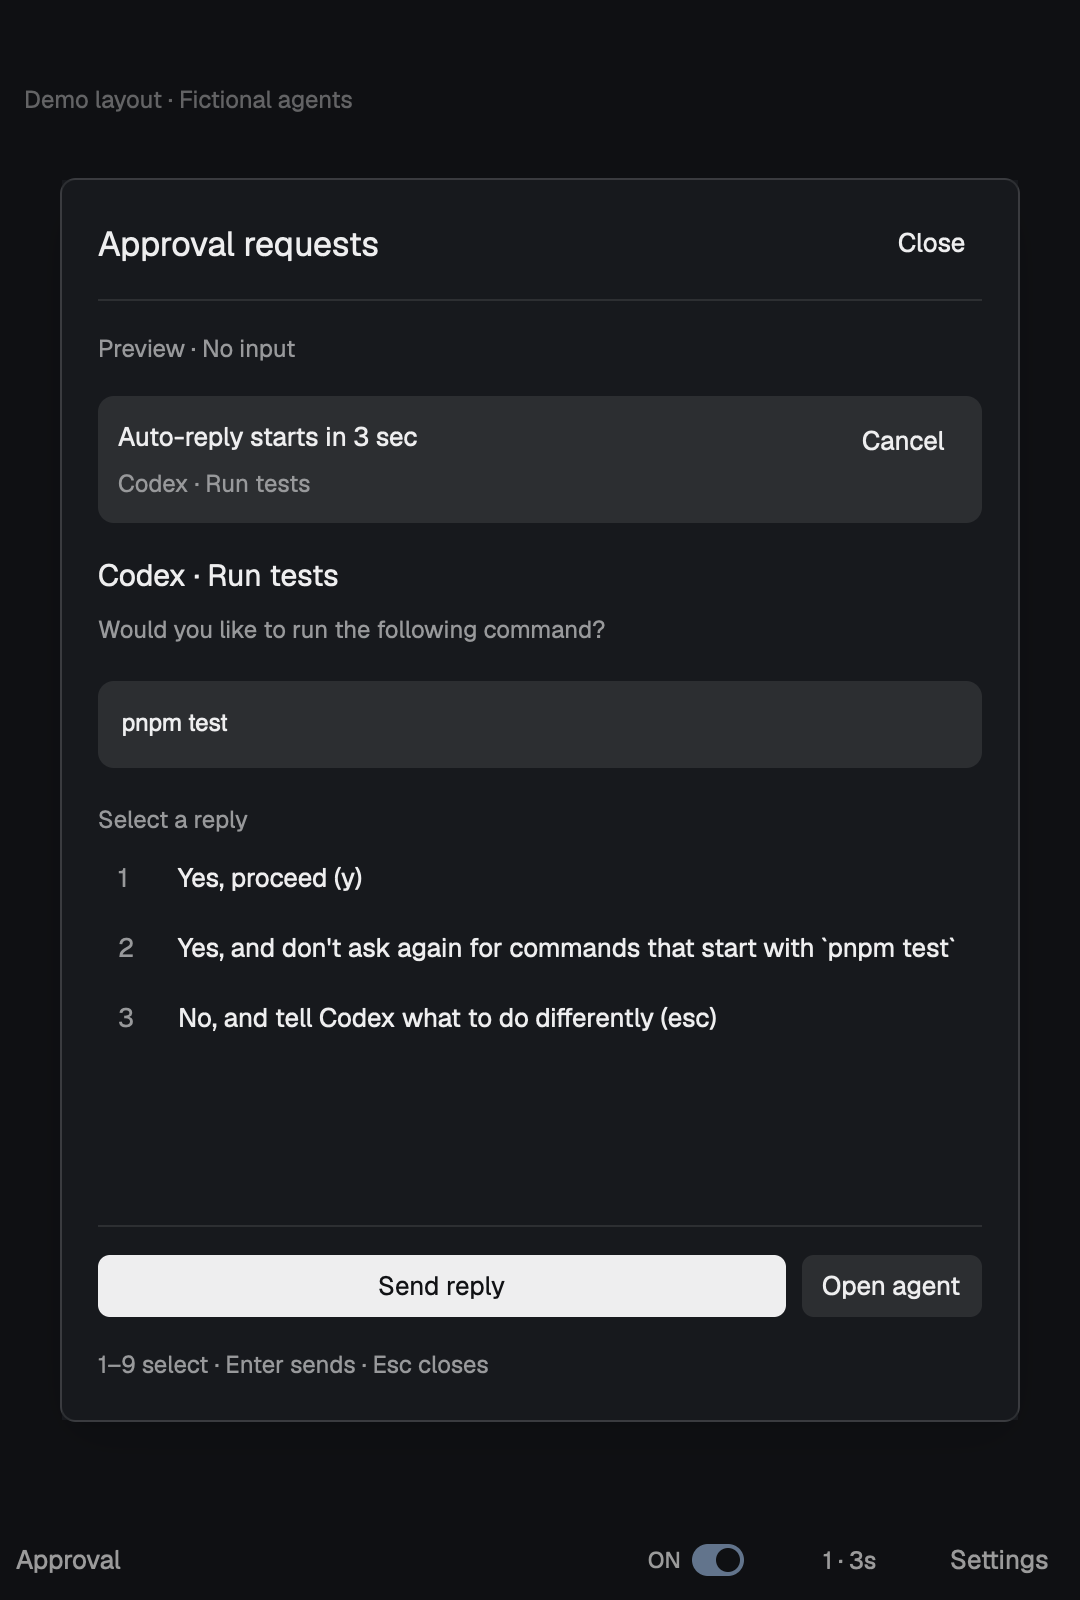 Demo layout · Fictional agents
Approval requests
Close
Preview · No input
Auto-reply starts in 3 sec
Cancel
Codex · Run tests
Codex · Run tests
Would you like to run the following command?
pnpm test
Select a reply
1 Yes, proceed (y)
2 Yes, and don't ask again for commands that start with `pnpm test`
3 No, and tell Codex what to do differently (esc)
Send reply
Open agent
1–9 select · Enter sends · Esc closes
Approval
ON
1 · 3s
Settings